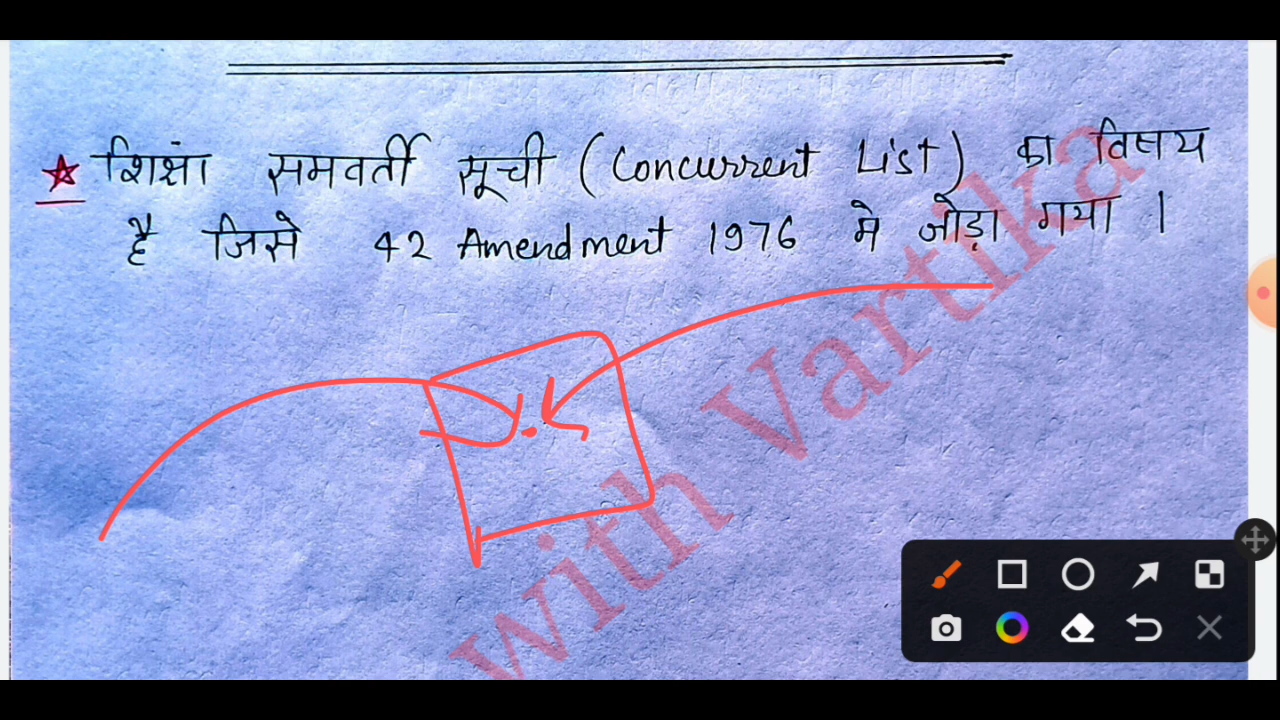 शिक्षां समवर्ती सूची (Concurrent List) का विषय
है जिसे 42 Amendment 1976 मे जोड़ा गया ।
with Vartika